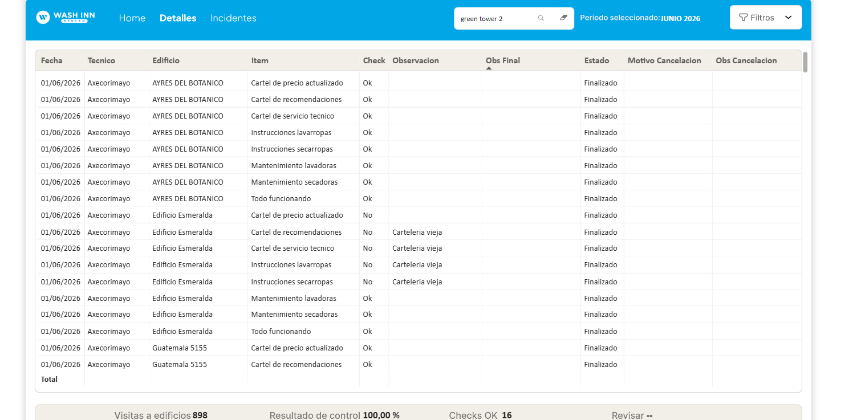 WASH INN
Home Detalles Incidentes green tower 2 Periodo seleccionado: JUNIO 2026 Filtros
Fecha Tecnico Edificio Item Check Observacion Obs Final Estado Motivo Cancelacion Obs Cancelacion
01/06/2026 Axecorimayo AYRES DEL BOTANICO Cartel de precio actualizado Ok Finalizado
01/06/2026 Axecorimayo AYRES DEL BOTANICO Cartel de recomendaciones Ok Finalizado
01/06/2026 Axecorimayo AYRES DEL BOTANICO Cartel de servicio tecnico Ok Finalizado
01/06/2026 Axecorimayo AYRES DEL BOTANICO Instrucciones lavarropas Ok Finalizado
01/06/2026 Axecorimayo AYRES DEL BOTANICO Instrucciones secarropas Ok Finalizado
01/06/2026 Axecorimayo AYRES DEL BOTANICO Mantenimiento lavadoras Ok Finalizado
01/06/2026 Axecorimayo AYRES DEL BOTANICO Mantenimiento secadoras Ok Finalizado
01/06/2026 Axecorimayo AYRES DEL BOTANICO Todo funcionando Ok Finalizado
01/06/2026 Axecorimayo Edificio Esmeralda Cartel de precio actualizado No Finalizado
01/06/2026 Axecorimayo Edificio Esmeralda Cartel de recomendaciones No Carteleria vieja Finalizado
01/06/2026 Axecorimayo Edificio Esmeralda Cartel de servicio tecnico No Carteleria vieja Finalizado
01/06/2026 Axecorimayo Edificio Esmeralda Instrucciones lavarropas No Carteleria vieja Finalizado
01/06/2026 Axecorimayo Edificio Esmeralda Instrucciones secarropas No Carteleria vieja Finalizado
01/06/2026 Axecorimayo Edificio Esmeralda Mantenimiento lavadoras Ok Finalizado
01/06/2026 Axecorimayo Edificio Esmeralda Mantenimiento secadoras Ok Finalizado
01/06/2026 Axecorimayo Edificio Esmeralda Todo funcionando Ok Finalizado
01/06/2026 Axecorimayo Guatemala 5155 Cartel de precio actualizado Ok Finalizado
01/06/2026 Axecorimayo Guatemala 5155 Cartel de recomendaciones Ok Finalizado
Total
Visitas a edificios 898 Resultado de control 100,00 % Checks OK 16 Revisar --